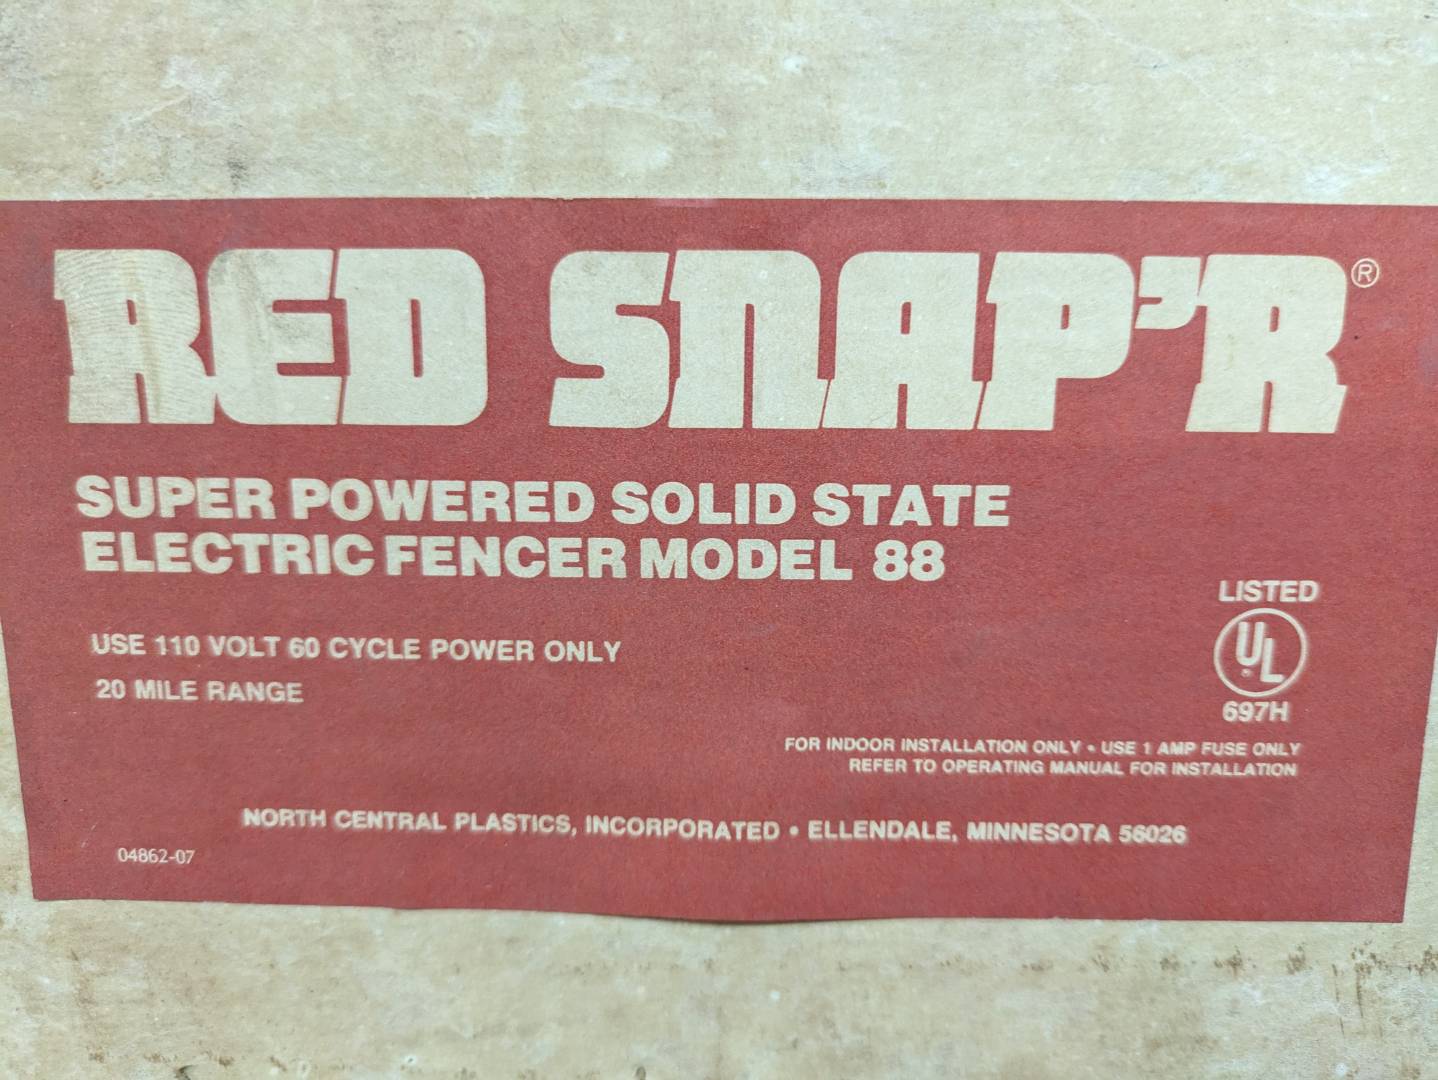 RED SNAP'R®
SUPER POWERED SOLID STATE
ELECTRIC FENCER MODEL 88
USE 110 VOLT 60 CYCLE POWER ONLY
20 MILE RANGE
LISTED
UL
697H
FOR INDOOR INSTALLATION ONLY • USE 1 AMP FUSE ONLY
REFER TO OPERATING MANUAL FOR INSTALLATION
NORTH CENTRAL PLASTICS, INCORPORATED • ELLENDALE, MINNESOTA 56026
04862-07